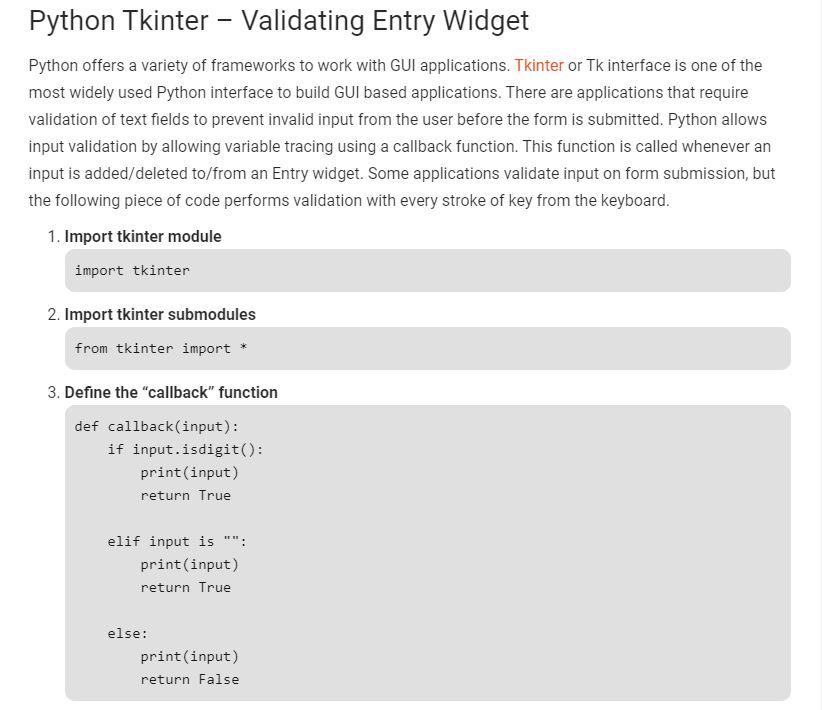 Python Tkinter – Validating Entry Widget
Python offers a variety of frameworks to work with GUI applications. Tkinter or Tk interface is one of the
most widely used Python interface to build GUI based applications. There are applications that require
validation of text fields to prevent invalid input from the user before the form is submitted. Python allows
input validation by allowing variable tracing using a callback function. This function is called whenever an
input is added/deleted to/from an Entry widget. Some applications validate input on form submission, but
the following piece of code performs validation with every stroke of key from the keyboard.
1. Import tkinter module
import tkinter
2. Import tkinter submodules
from tkinter import *
3. Define the “callback” function
def callback(input):
    if input.isdigit():
        print(input)
        return True
    elif input is "":
        print(input)
        return True
    else:
        print(input)
        return False